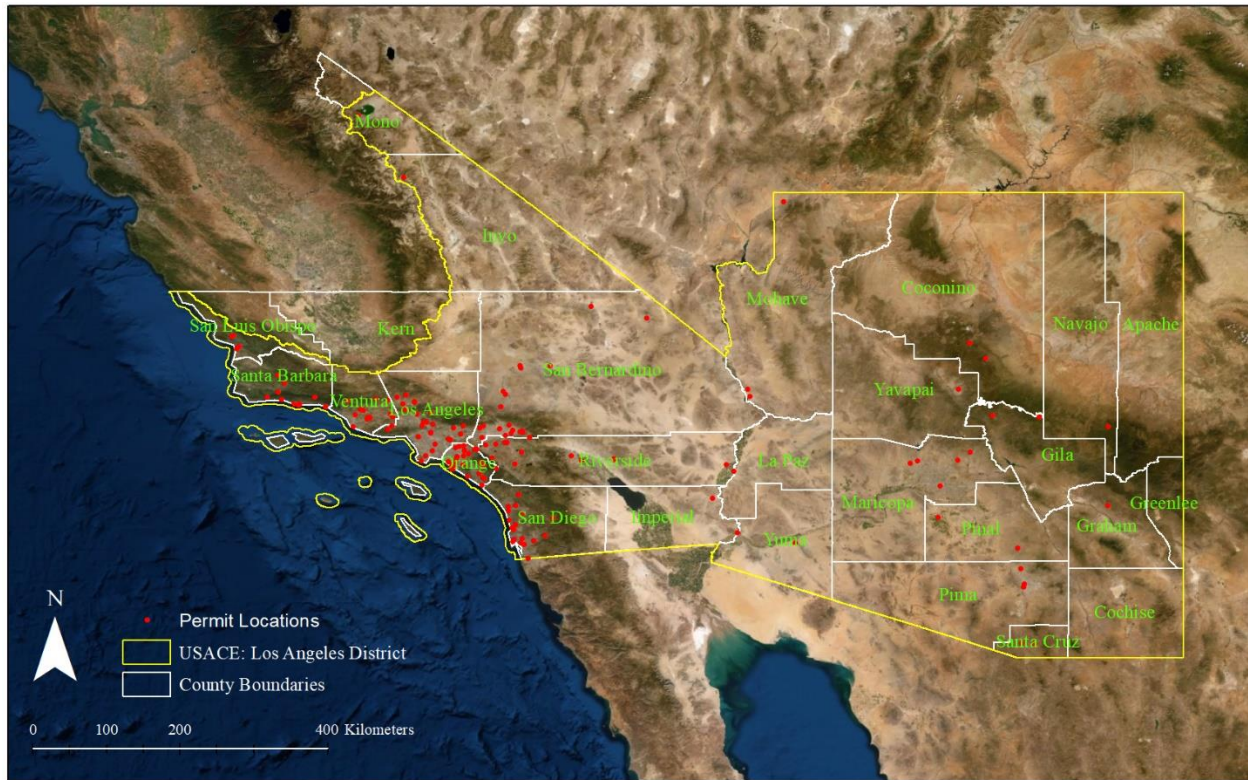 Mono
Inyo
Mohave
Coconino
Navajo
Apache
San Luis Obispo
Kern
San Bernardino
Yavapai
Santa Barbara
Ventura
Los Angeles
Orange
Riverside
La Paz
Gila
Maricopa
Greenlee
San Diego
Imperial
Yuma
Pinal
Graham
Pima
Cochise
Santa Cruz
N
Permit Locations
USACE: Los Angeles District
County Boundaries
0 100 200 400 Kilometers